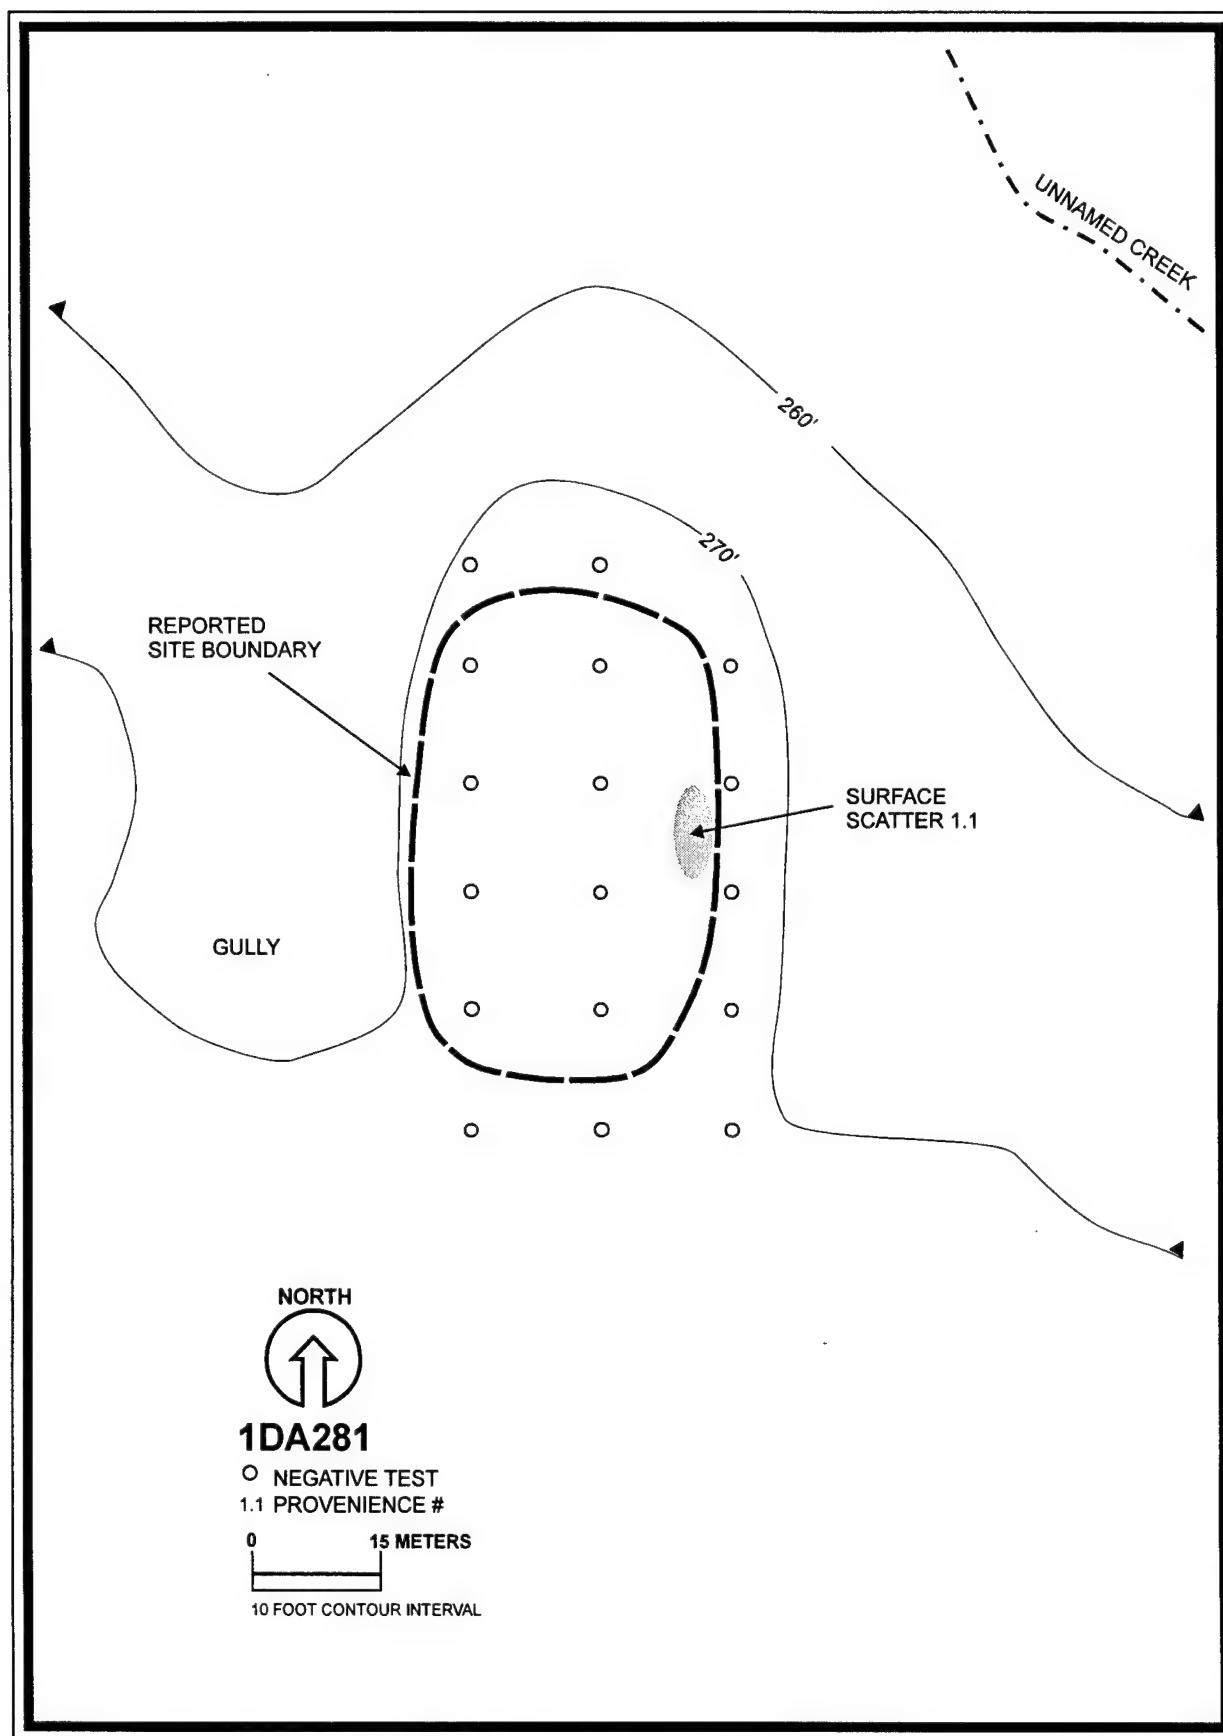 UNNAMED CREEK
260'
270'
REPORTED
SITE BOUNDARY
SURFACE
SCATTER 1.1
GULLY
NORTH
1DA281
NEGATIVE TEST
1.1 PROVENIENCE #
0 15 METERS
10 FOOT CONTOUR INTERVAL